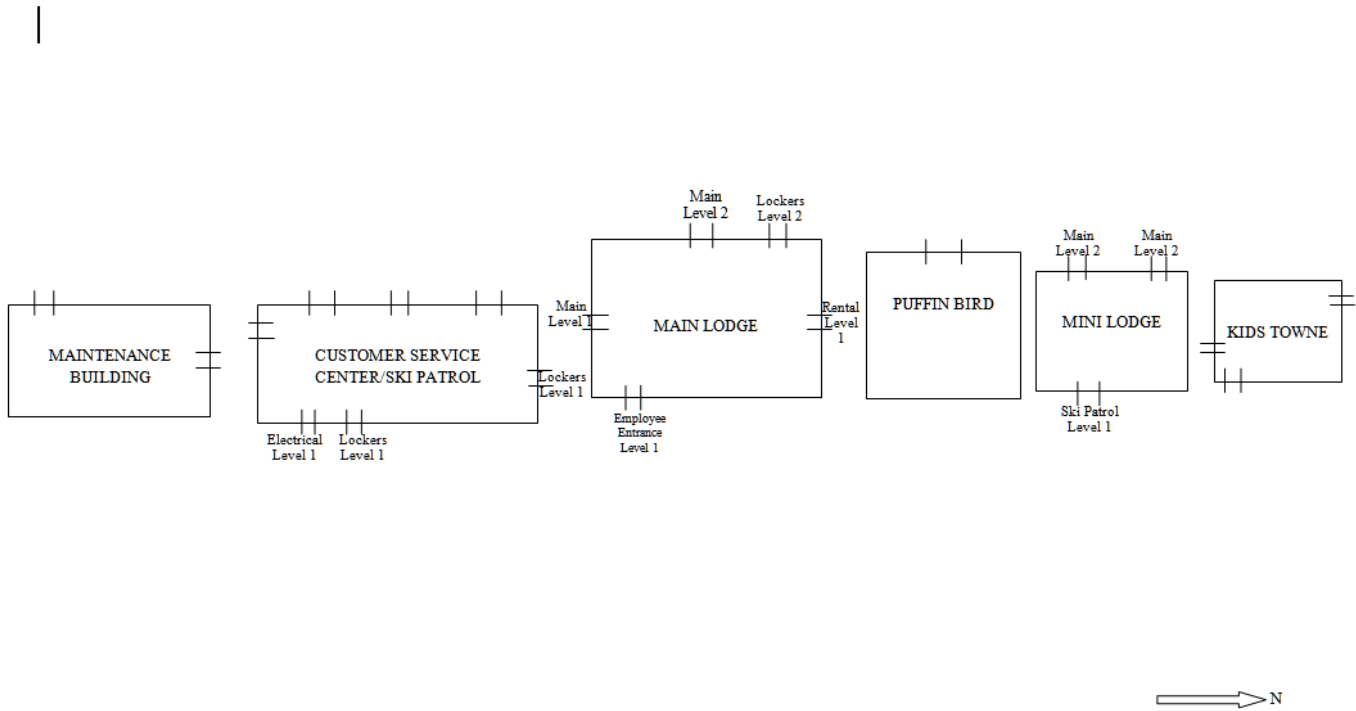 Main
Level 2
Lockers
Level 2
Main
Level 2
Main
Level 2
Main
Level 1
Rental
Level
1
MAINTENANCE
BUILDING
CUSTOMER SERVICE
CENTER/SKI PATROL
MAIN LODGE
PUFFIN BIRD
MINI LODGE
KIDS TOWNE
Lockers
Level 1
Electrical
Level 1
Lockers
Level 1
Employee
Entrance
Level 1
Ski Patrol
Level 1
N